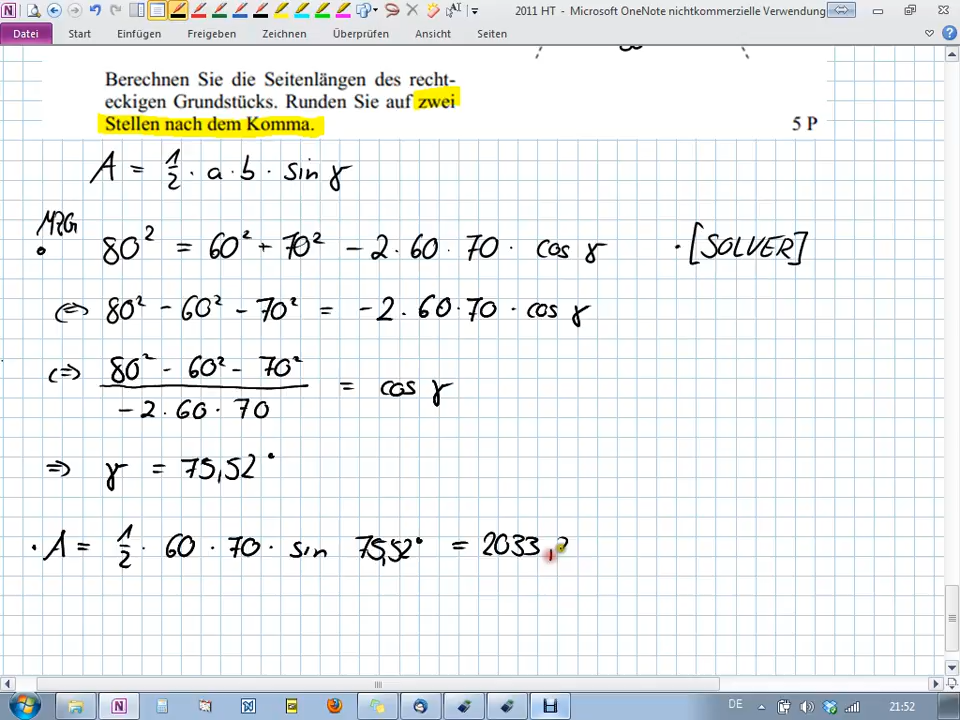 2011 HT - Microsoft OneNote nichtkommerzielle Verwendung
Datei Start Einfügen Freigeben Zeichnen Überprüfen Ansicht Seiten
Berechnen Sie die Seitenlängen des recht-
eckigen Grundstücks. Runden Sie auf zwei
Stellen nach dem Komma. 5 P
A = 1/2 · a · b · sin γ
MZG
· 80² = 60² + 70² - 2 · 60 · 70 · cos γ · [SOLVER]
⇔ 80² - 60² - 70² = -2 · 60 · 70 · cos γ
⇔ (80² - 60² - 70²) / (-2 · 60 · 70) = cos γ
⇒ γ = 75,52°
· A = 1/2 · 60 · 70 · sin 75,52° = 2033,
DE 21:52